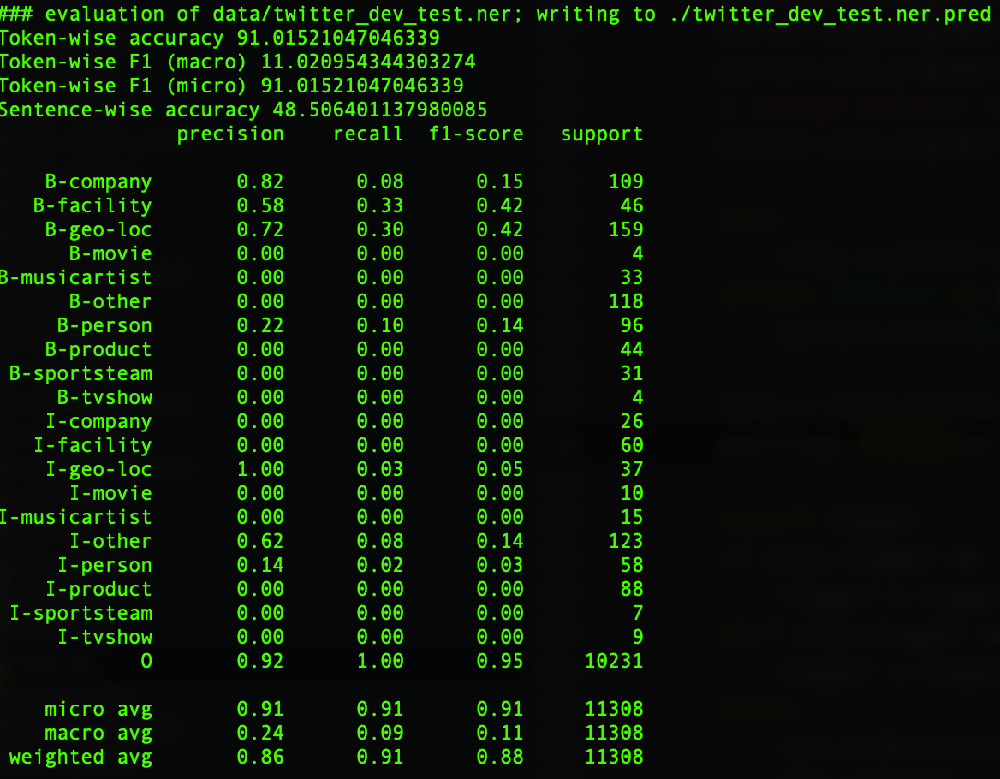 ### evaluation of data/twitter_dev_test.ner; writing to ./twitter_dev_test.ner.pred
Token-wise accuracy 91.01521047046339
Token-wise F1 (macro) 11.020954344303274
Token-wise F1 (micro) 91.01521047046339
Sentence-wise accuracy 48.506401137980085
precision recall f1-score support
B-company 0.82 0.08 0.15 109
B-facility 0.58 0.33 0.42 46
B-geo-loc 0.72 0.30 0.42 159
B-movie 0.00 0.00 0.00 4
B-musicartist 0.00 0.00 0.00 33
B-other 0.00 0.00 0.00 118
B-person 0.22 0.10 0.14 96
B-product 0.00 0.00 0.00 44
B-sportsteam 0.00 0.00 0.00 31
B-tvshow 0.00 0.00 0.00 4
I-company 0.00 0.00 0.00 26
I-facility 0.00 0.00 0.00 60
I-geo-loc 1.00 0.03 0.05 37
I-movie 0.00 0.00 0.00 10
I-musicartist 0.00 0.00 0.00 15
I-other 0.62 0.08 0.14 123
I-person 0.14 0.02 0.03 58
I-product 0.00 0.00 0.00 88
I-sportsteam 0.00 0.00 0.00 7
I-tvshow 0.00 0.00 0.00 9
O 0.92 1.00 0.95 10231
micro avg 0.91 0.91 0.91 11308
macro avg 0.24 0.09 0.11 11308
weighted avg 0.86 0.91 0.88 11308